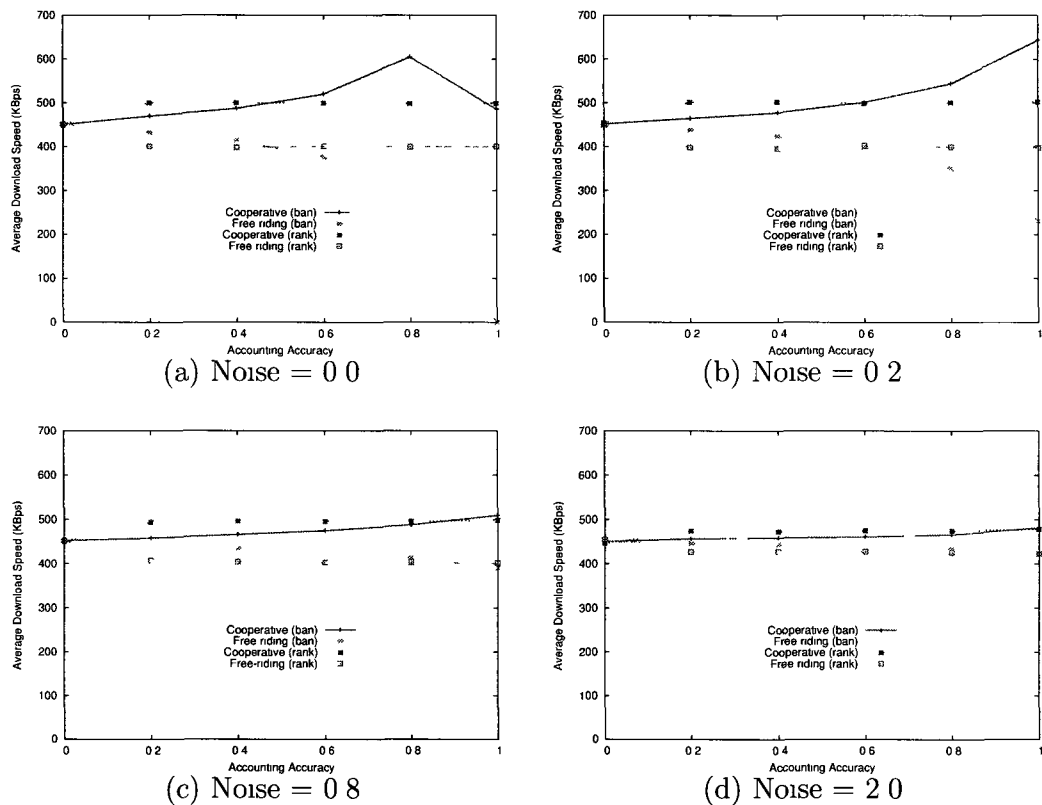 Average Download Speed (KBps)
700
600
500
400
300
200
100
0
Cooperative (ban)
Free riding (ban)
Cooperative (rank)
Free riding (rank)
0
0 2
0 4
0 6
0 8
1
Accounting Accuracy
(a) Noise = 0 0
Average Download Speed (KBps)
700
600
500
400
300
200
100
0
Cooperative (ban)
Free riding (ban)
Cooperative (rank)
Free riding (rank)
0
0 2
0 4
0 6
0 8
1
Accounting Accuracy
(b) Noise = 0 2
Average Download Speed (KBps)
700
600
500
400
300
200
100
0
Cooperative (ban)
Free riding (ban)
Cooperative (rank)
Free-riding (rank)
0
0 2
0 4
0 6
0 8
1
Accounting Accuracy
(c) Noise = 0 8
Average Download Speed (KBps)
700
600
500
400
300
200
100
0
Cooperative (ban)
Free riding (ban)
Cooperative (rank)
Free riding (rank)
0
0 2
0 4
0 6
0 8
1
Accounting Accuracy
(d) Noise = 2 0